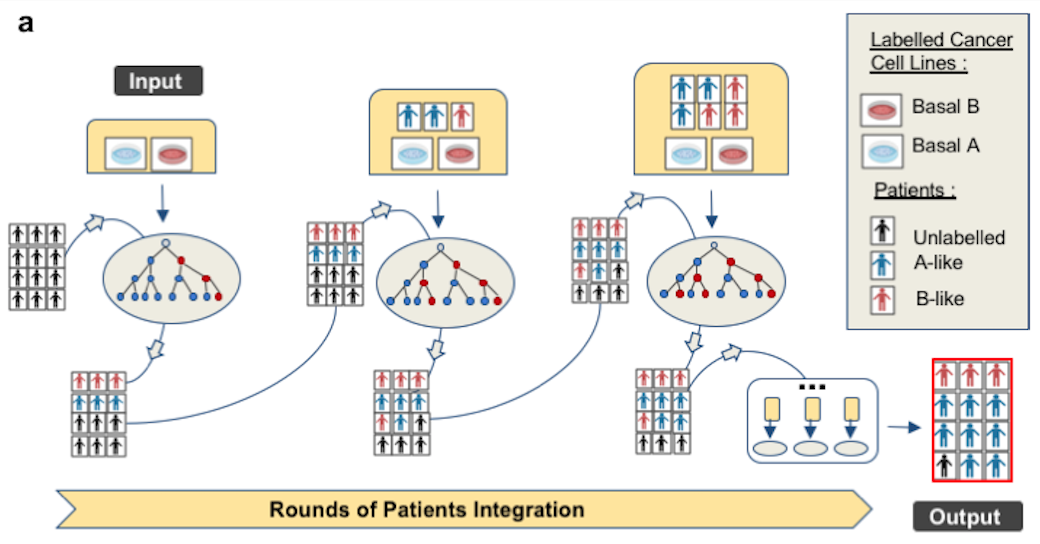 a
Input
Labelled Cancer
Cell Lines :
Basal B
Basal A
Patients :
Unlabelled
A-like
B-like
...
Rounds of Patients Integration
Output